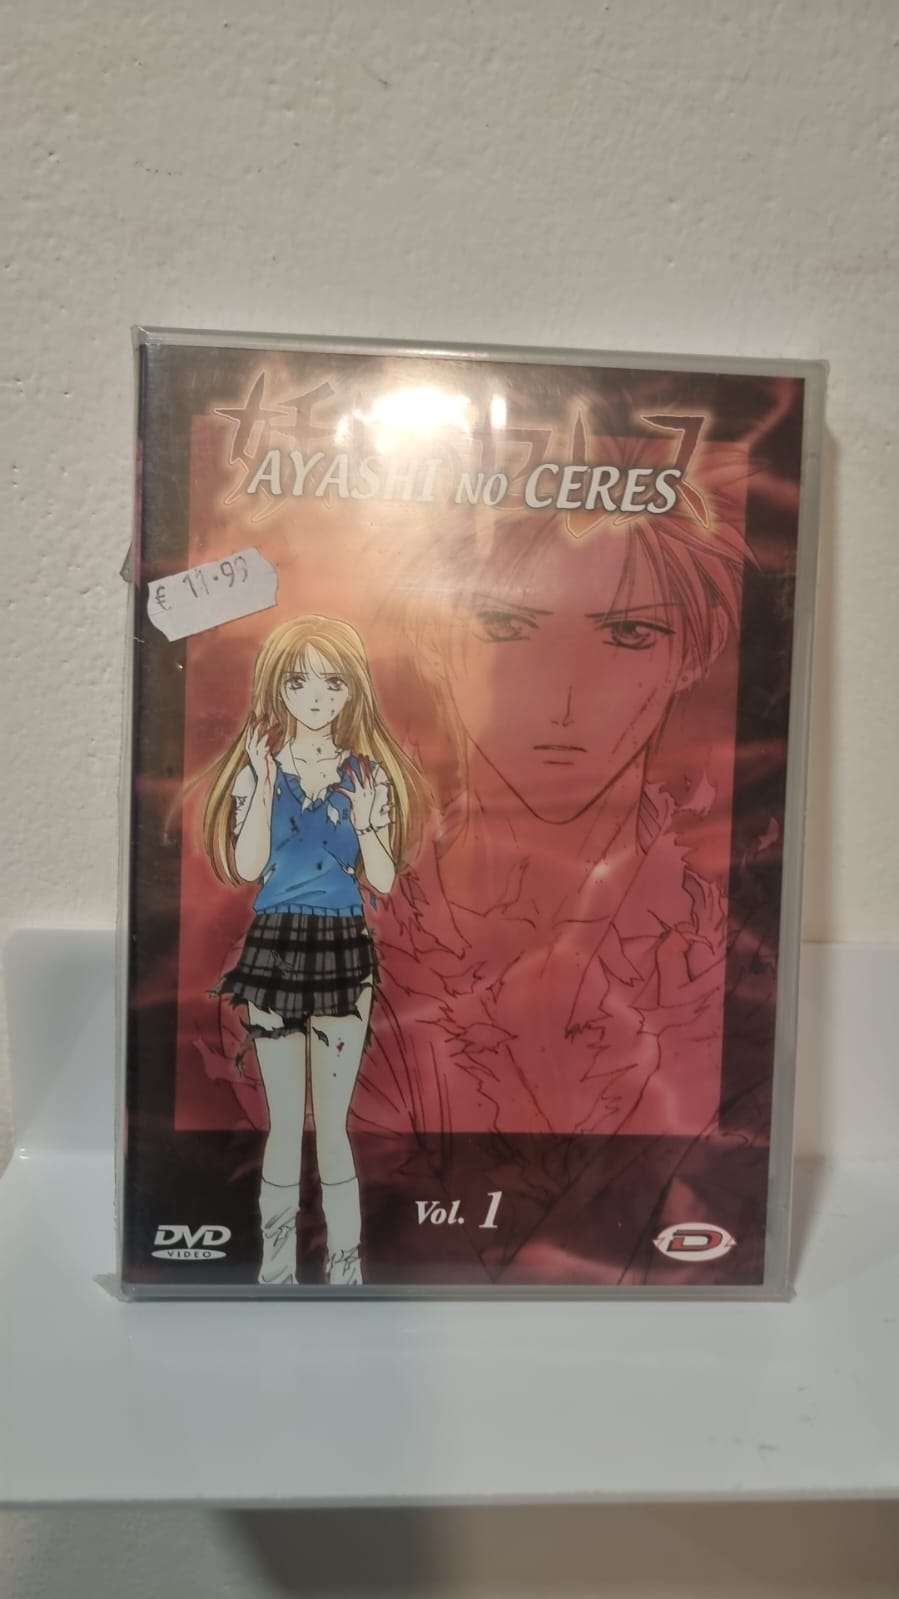 AYASHI NO CERES
€ 11.99
Vol. 1
DVD
VIDEO
D